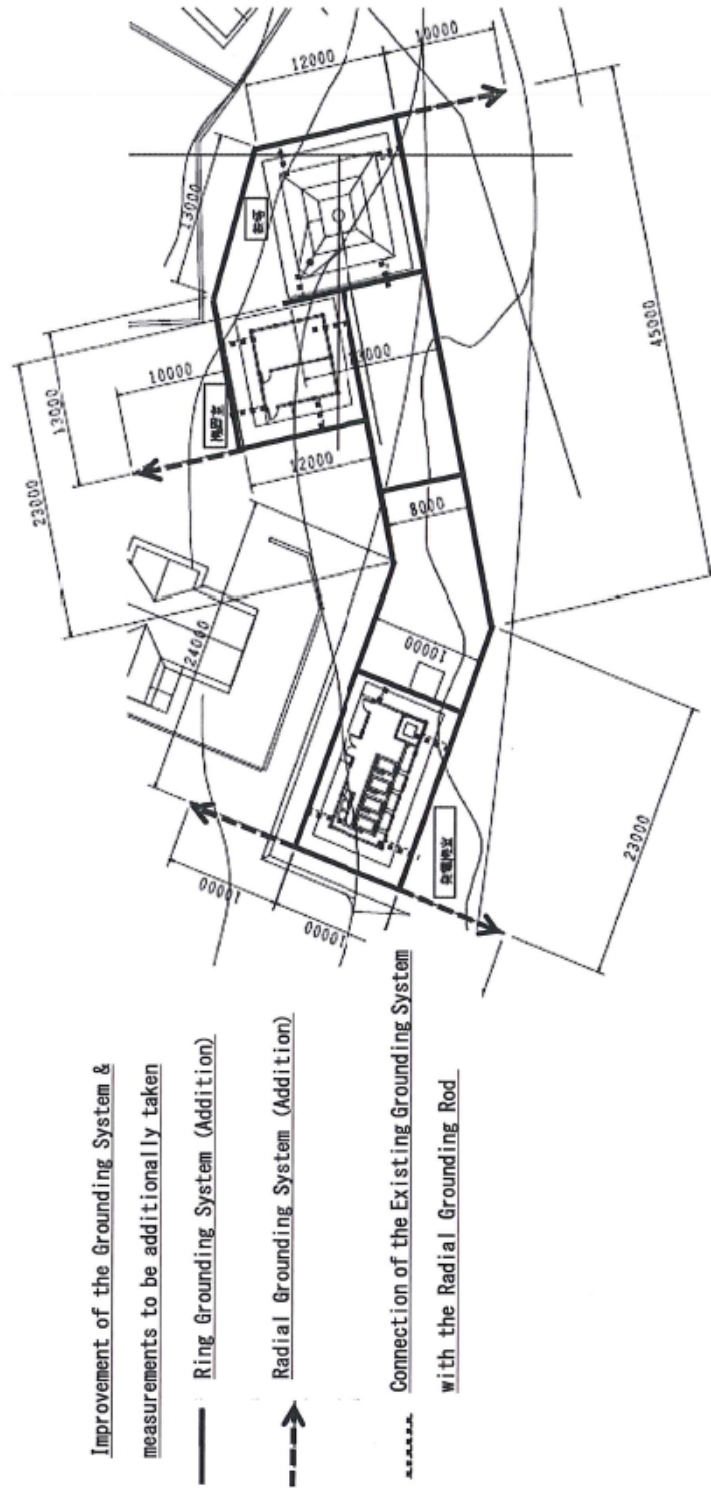 Improvement of the Grounding System &
measurements to be additionally taken
Ring Grounding System (Addition)
Radial Grounding System (Addition)
Connection of the Existing Grounding System
with the Radial Grounding Rod
23000
13000
10000
13000
12000
10000
24000
12000
8000
10000
10000
10000
45000
23000